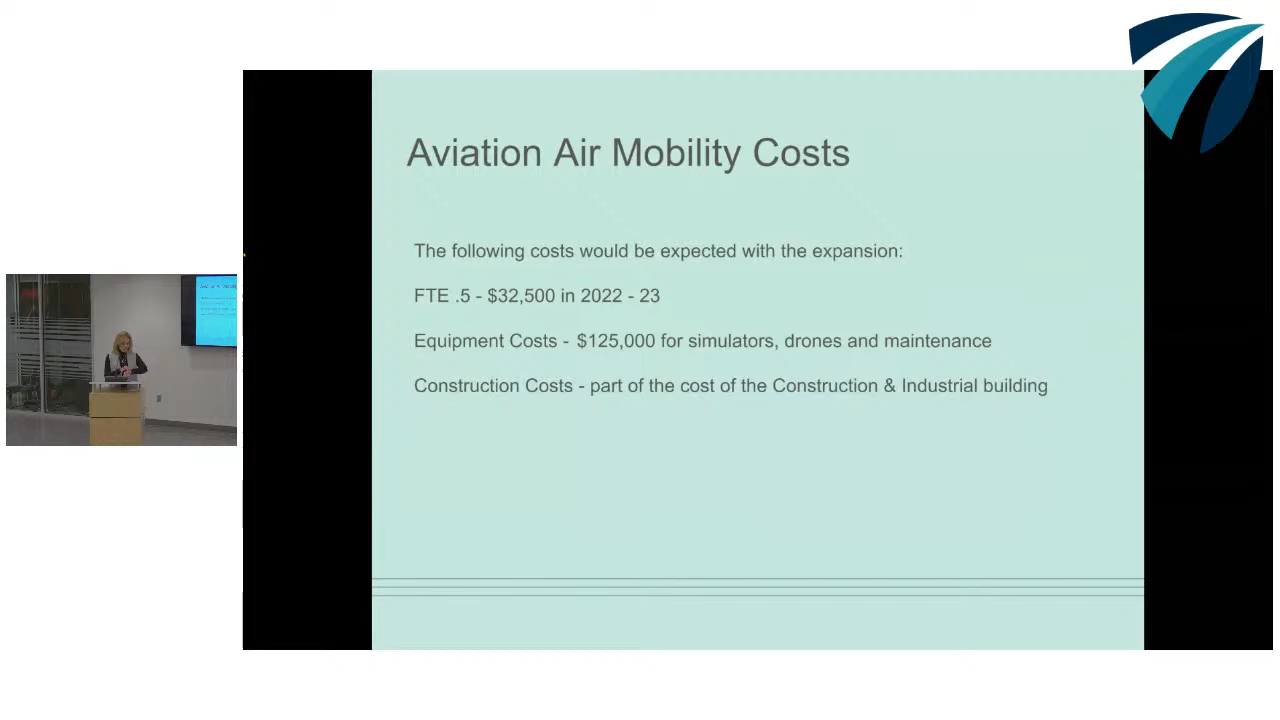 Aviation Air Mobility Costs
The following costs would be expected with the expansion:
FTE .5 - $32,500 in 2022 - 23
Equipment Costs - $125,000 for simulators, drones and maintenance
Construction Costs - part of the cost of the Construction & Industrial building